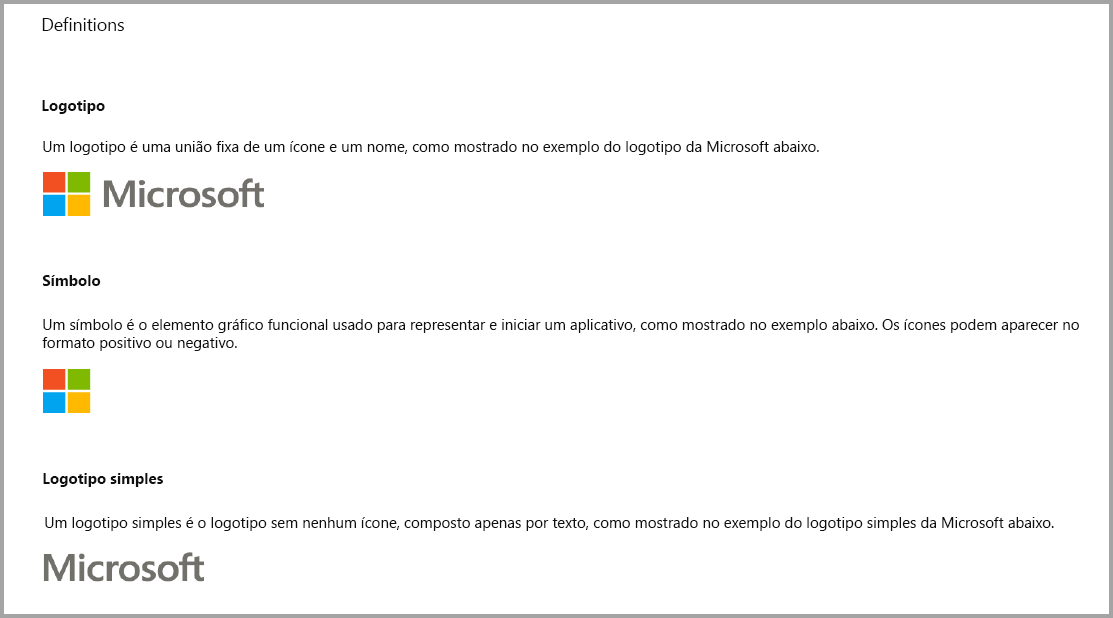 Definitions
Logotipo
Um logotipo é uma união fixa de um ícone e um nome, como mostrado no exemplo do logotipo da Microsoft abaixo.
Microsoft
Símbolo
Um símbolo é o elemento gráfico funcional usado para representar e iniciar um aplicativo, como mostrado no exemplo abaixo. Os ícones podem aparecer no
formato positivo ou negativo.
Logotipo simples
Um logotipo simples é o logotipo sem nenhum ícone, composto apenas por texto, como mostrado no exemplo do logotipo simples da Microsoft abaixo.
Microsoft